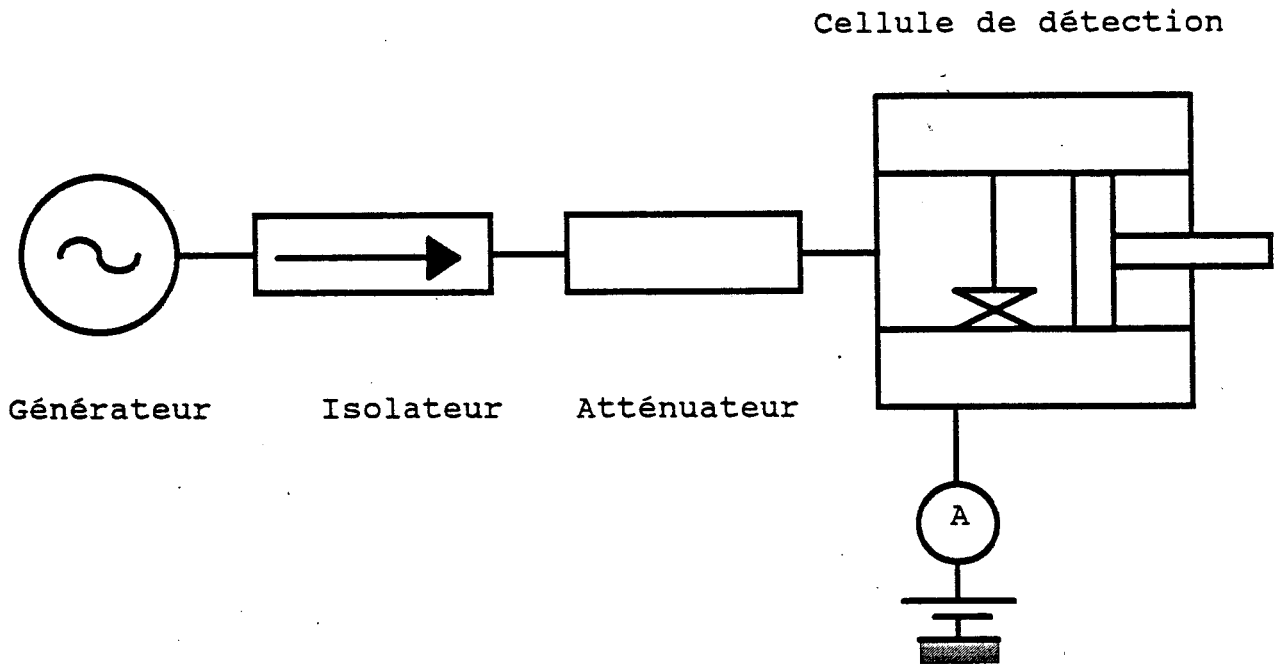 Cellule de détection
Générateur
Isolateur
Atténuateur
A